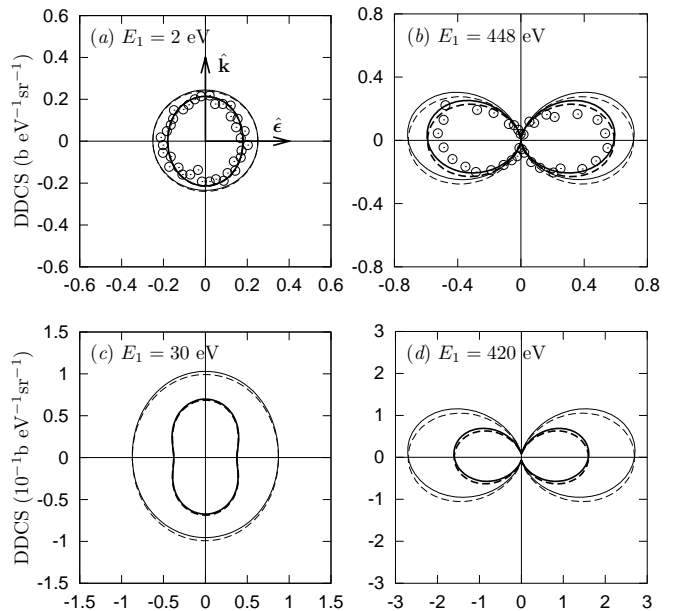 (a) E₁ = 2 eV
(b) E₁ = 448 eV
k̂
ϵ̂
DDCS (b eV⁻¹sr⁻¹)
0.6
0.4
0.2
0
-0.2
-0.4
-0.6
-0.6 -0.4 -0.2 0 0.2 0.4 0.6
0.8
0.4
0
-0.4
-0.8
-0.8 -0.4 0 0.4 0.8
(c) E₁ = 30 eV
(d) E₁ = 420 eV
DDCS (10⁻¹b eV⁻¹sr⁻¹)
1.5
1
0.5
0
-0.5
-1
-1.5
-1.5 -1 -0.5 0 0.5 1 1.5
3
2
1
0
-1
-2
-3
-3 -2 -1 0 1 2 3